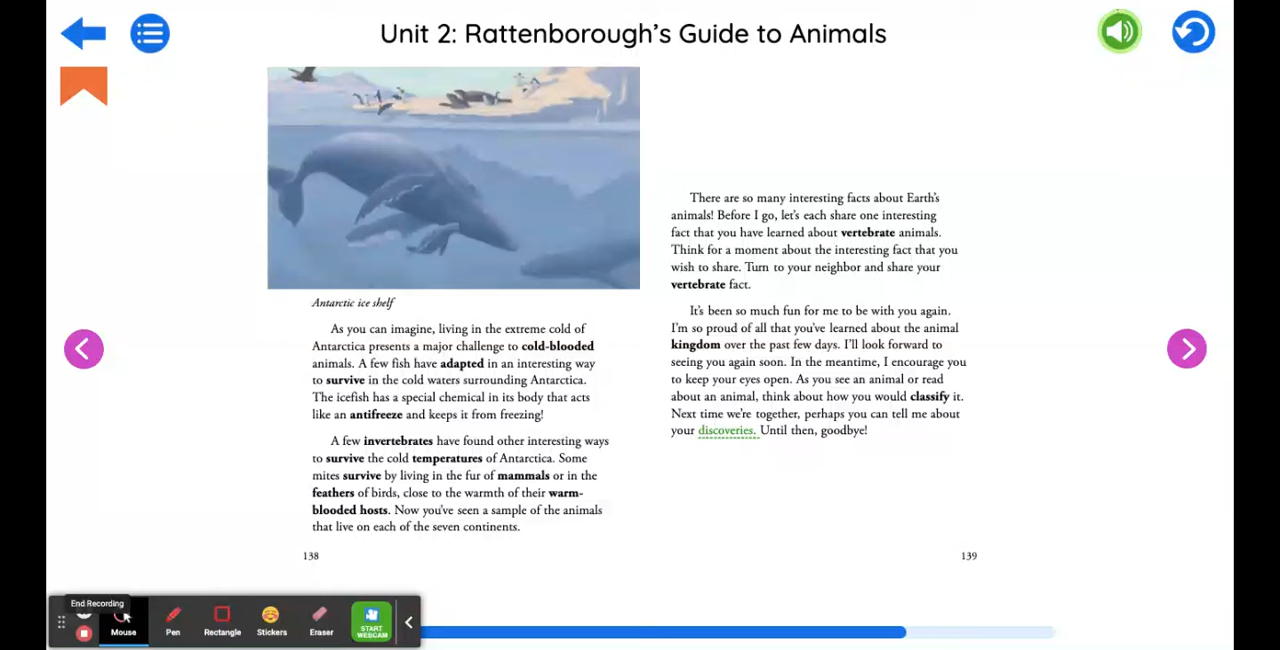 Unit 2: Rattenborough's Guide to Animals
Antarctic ice shelf
As you can imagine, living in the extreme cold of
Antarctica presents a major challenge to cold-blooded
animals. A few fish have adapted in an interesting way
to survive in the cold waters surrounding Antarctica.
The icefish has a special chemical in its body that acts
like an antifreeze and keeps it from freezing!
A few invertebrates have found other interesting ways
to survive the cold temperatures of Antarctica. Some
mites survive by living in the fur of mammals or in the
feathers of birds, close to the warmth of their warm-
blooded hosts. Now you've seen a sample of the animals
that live on each of the seven continents.
138
There are so many interesting facts about Earth's
animals! Before I go, let's each share one interesting
fact that you have learned about vertebrate animals.
Think for a moment about the interesting fact that you
wish to share. Turn to your neighbor and share your
vertebrate fact.
It's been so much fun for me to be with you again.
I'm so proud of all that you've learned about the animal
kingdom over the past few days. I'll look forward to
seeing you again soon. In the meantime, I encourage you
to keep your eyes open. As you see an animal or read
about an animal, think about how you would classify it.
Next time we're together, perhaps you can tell me about
your discoveries. Until then, goodbye!
139
End Recording
Mouse
Pen
Rectangle
Stickers
Eraser
START
WEBCAM